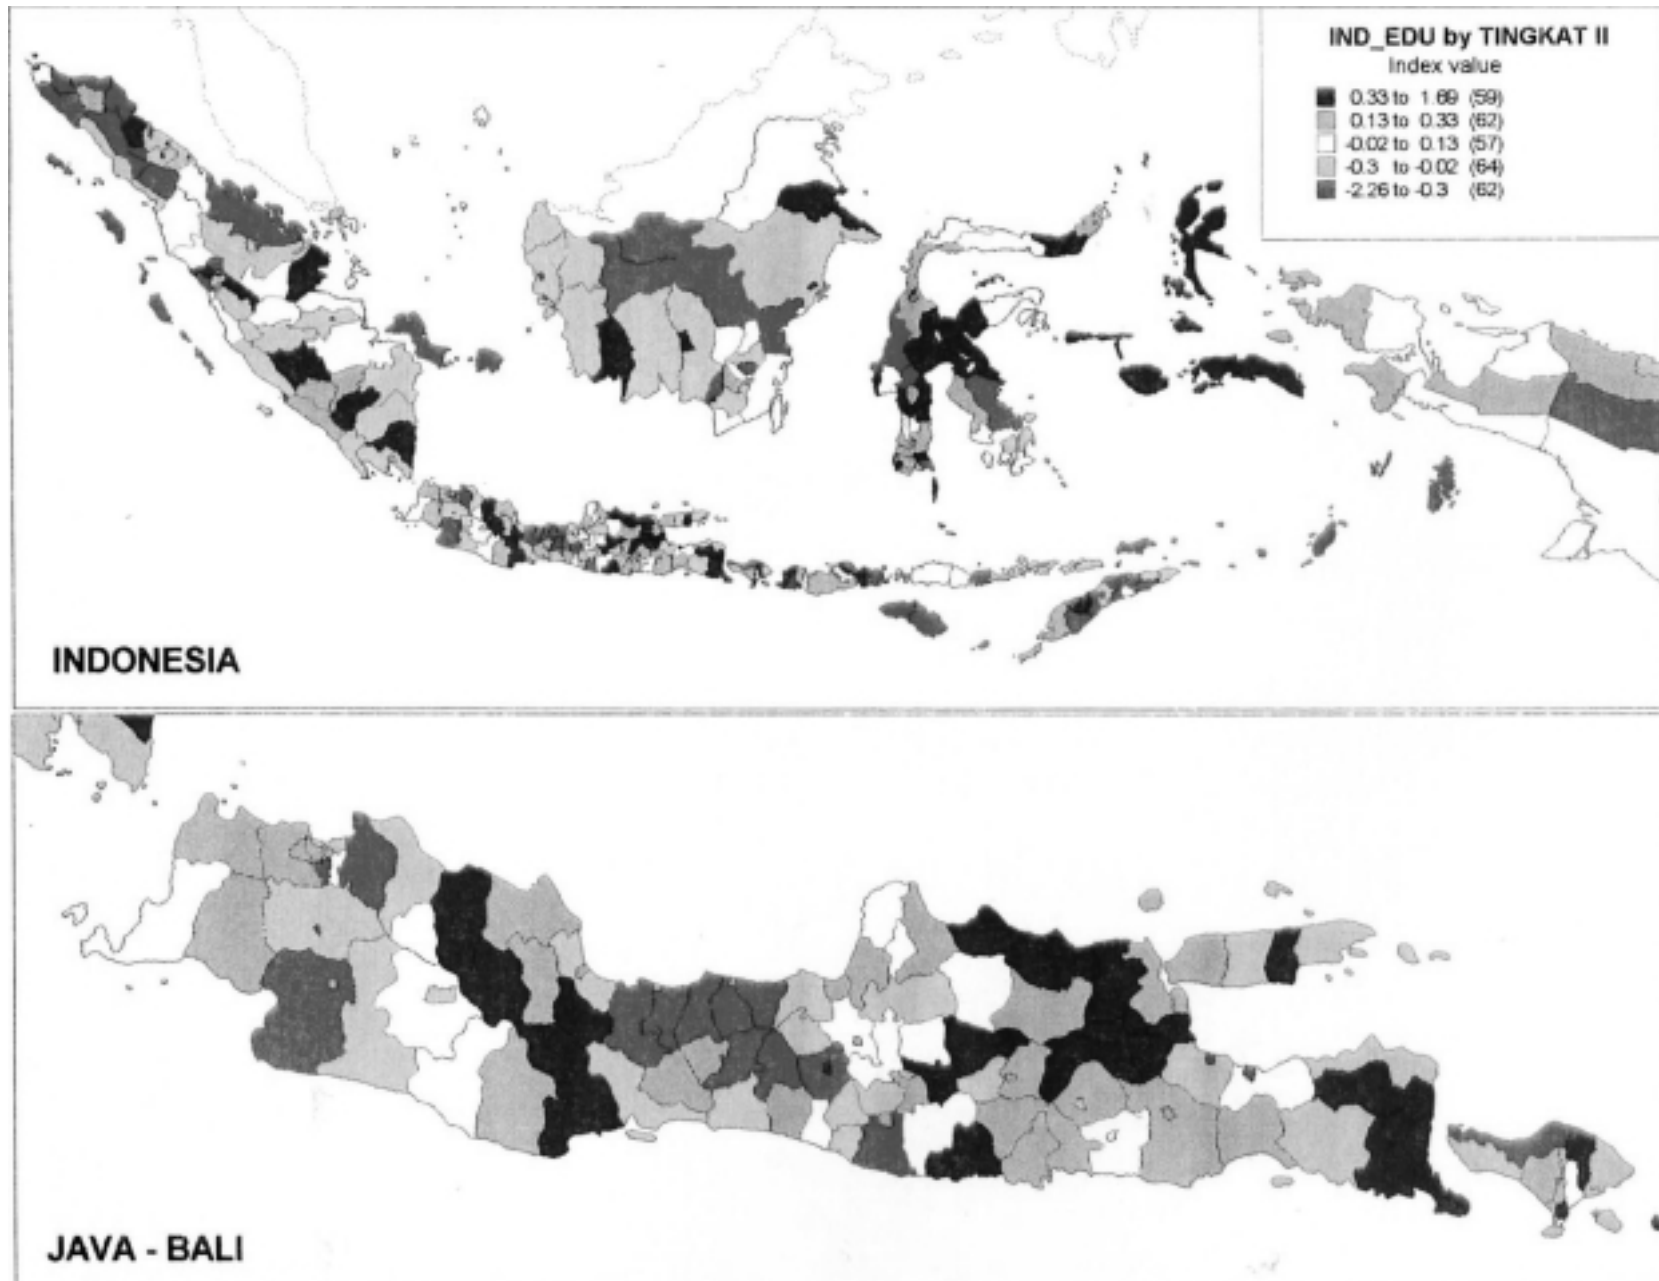 IND_EDU by TINGKAT II
Index value
0.33 to 1.69 (59)
0.13 to 0.33 (62)
-0.02 to 0.13 (57)
-0.3 to -0.02 (64)
-2.26 to -0.3 (62)
INDONESIA
JAVA - BALI